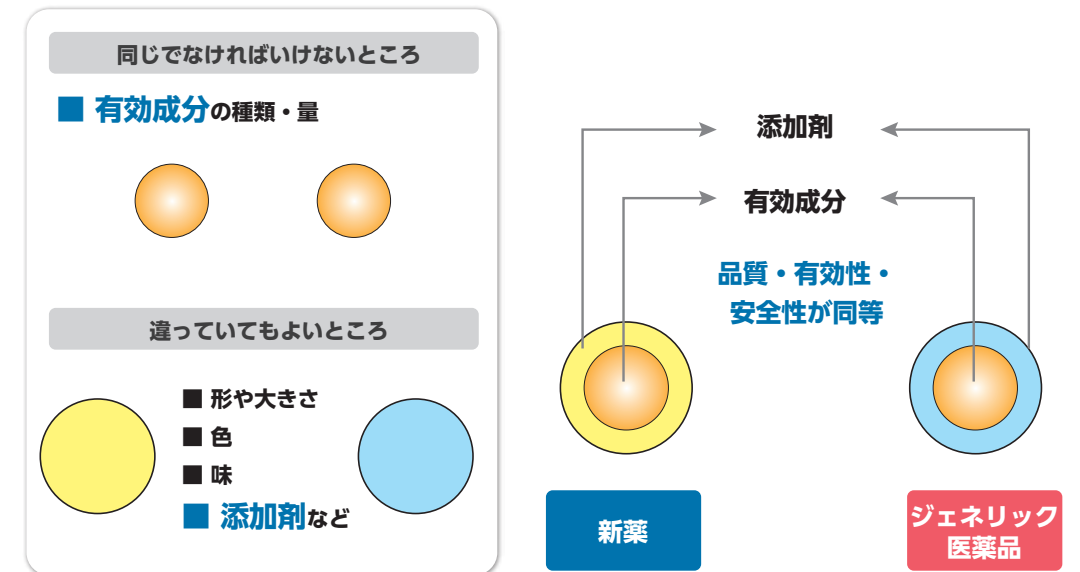 同じでなければいけないところ
■ 有効成分の種類・量
違っていてもよいところ
■ 形や大きさ
■ 色
■ 味
■ 添加剤など
添加剤
有効成分
品質・有効性・
安全性が同等
新薬
ジェネリック
医薬品